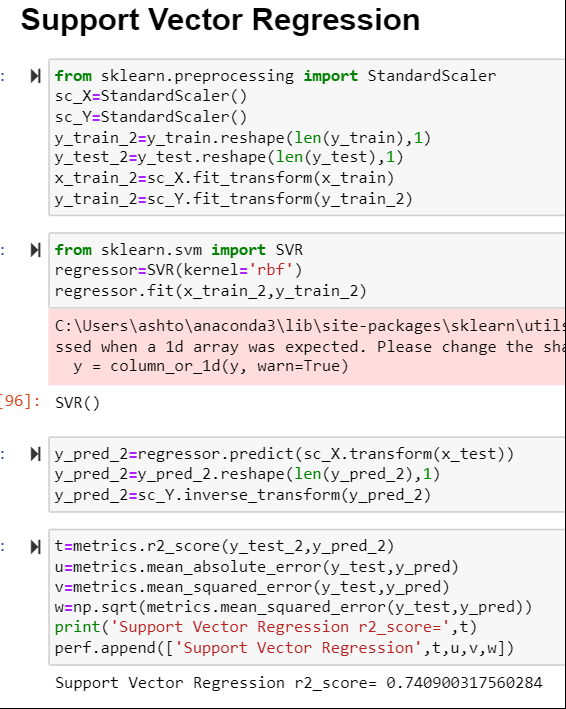 Support Vector Regression
from sklearn.preprocessing import StandardScaler
sc_X=StandardScaler()
sc_Y=StandardScaler()
y_train_2=y_train.reshape(len(y_train),1)
y_test_2=y_test.reshape(len(y_test),1)
x_train_2=sc_X.fit_transform(x_train)
y_train_2=sc_Y.fit_transform(y_train_2)
from sklearn.svm import SVR
regressor=SVR(kernel='rbf')
regressor.fit(x_train_2,y_train_2)
C:\Users\ashto\anaconda3\lib\site-packages\sklearn\utils
ssed when a 1d array was expected. Please change the sha
y = column_or_1d(y, warn=True)
[96]: SVR()
y_pred_2=regressor.predict(sc_X.transform(x_test))
y_pred_2=y_pred_2.reshape(len(y_pred_2),1)
y_pred_2=sc_Y.inverse_transform(y_pred_2)
t=metrics.r2_score(y_test_2,y_pred_2)
u=metrics.mean_absolute_error(y_test,y_pred)
v=metrics.mean_squared_error(y_test,y_pred)
w=np.sqrt(metrics.mean_squared_error(y_test,y_pred))
print('Support Vector Regression r2_score=',t)
perf.append(['Support Vector Regression',t,u,v,w])
Support Vector Regression r2_score= 0.740900317560284